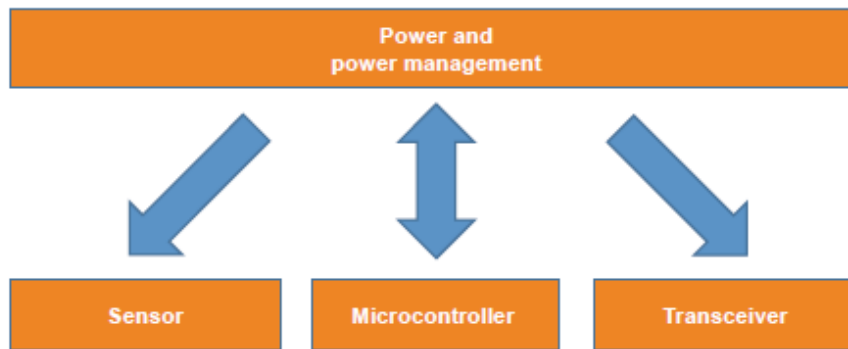 Power and
power management
Sensor
Microcontroller
Transceiver